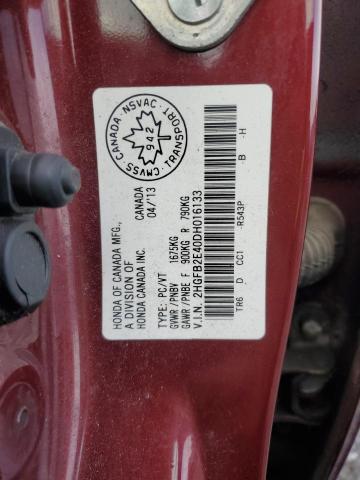 HONDA OF CANADA MFG.,
A DIVISION OF
HONDA CANADA INC.
CANADA
04/'13
TYPE: PC/VT
GVWR / PNBV 1675KG
GAWR / PNBE F 900KG R 790KG
V.I.N. 2HGFB2E40DH016133
TR6 D CC1 -R543P -B -H
CANADA · NSVAC · TRANSPORT · CMVSS
942